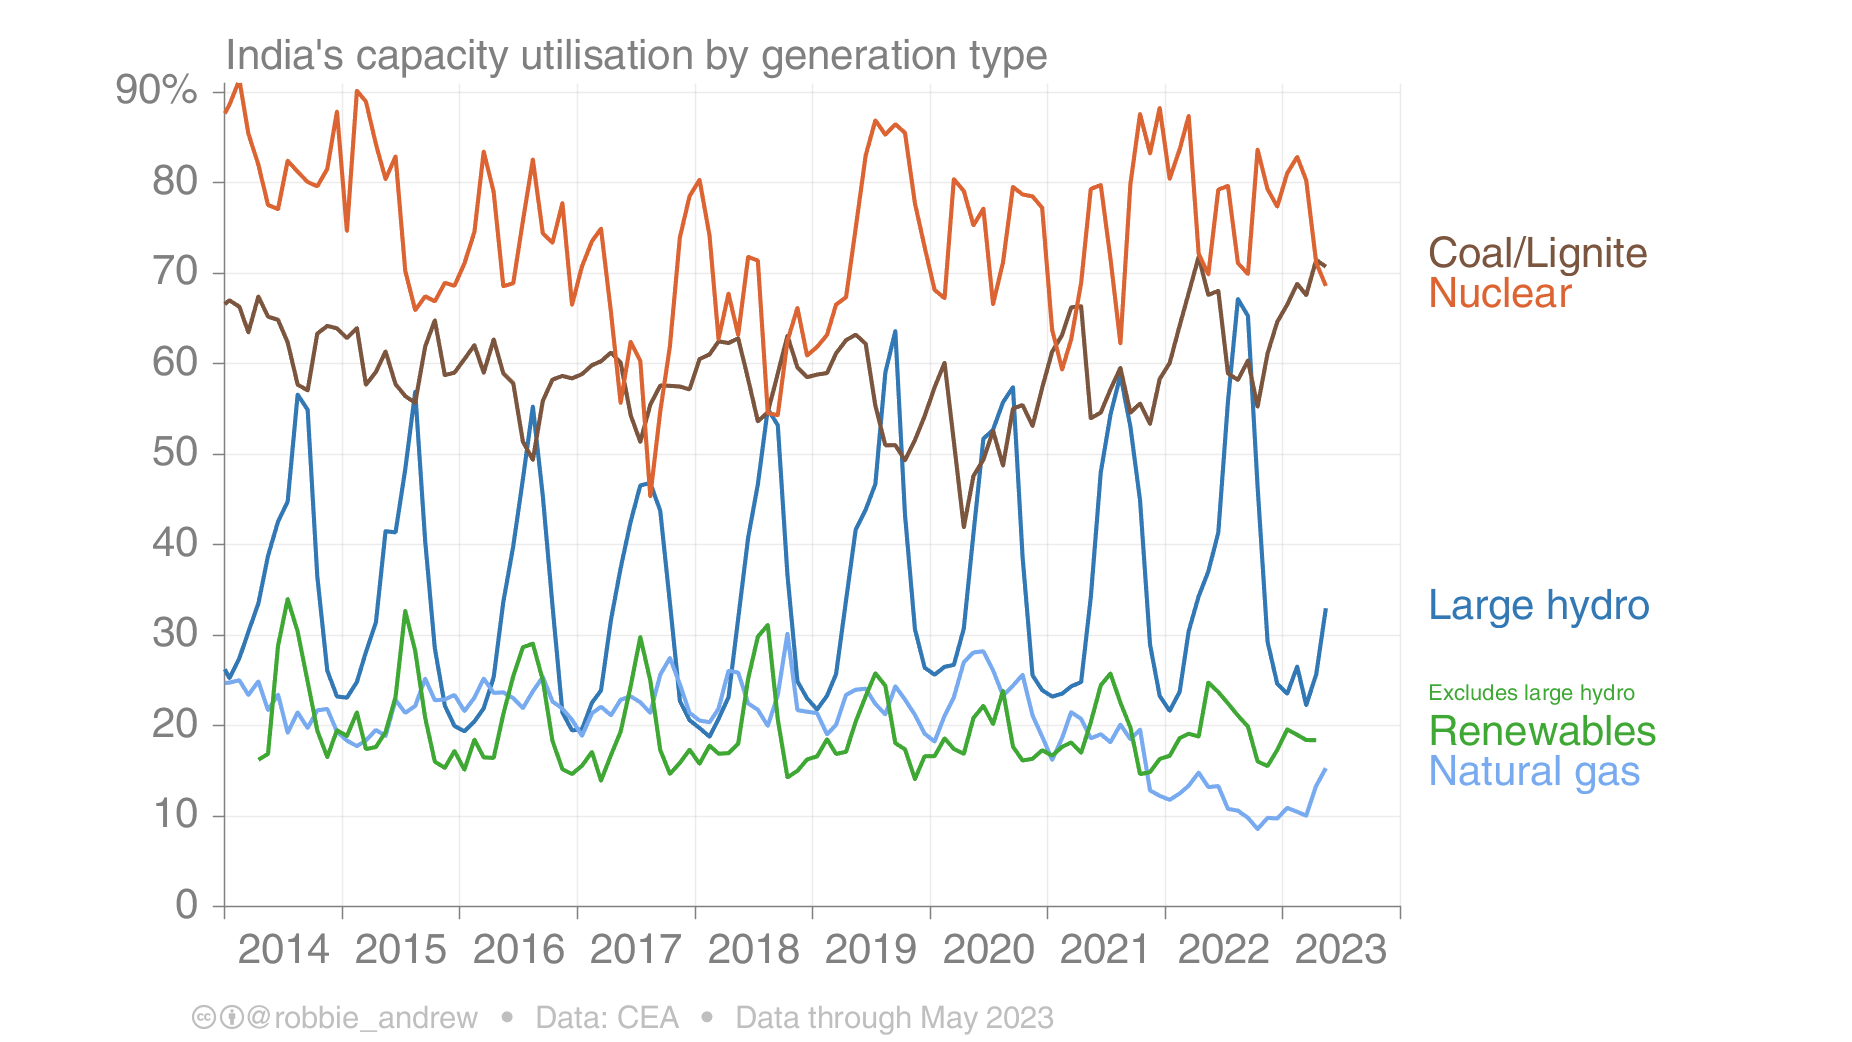 India's capacity utilisation by generation type
90%
80
70
60
50
40
30
20
10
0
2014 2015 2016 2017 2018 2019 2020 2021 2022 2023
Coal/Lignite
Nuclear
Large hydro
Excludes large hydro
Renewables
Natural gas
@robbie_andrew • Data: CEA • Data through May 2023